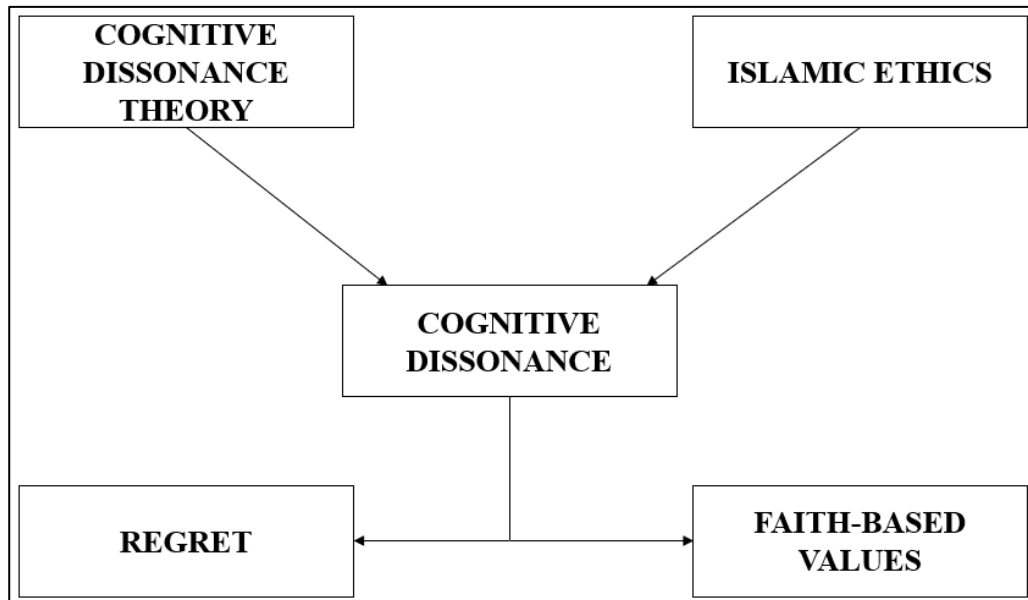 COGNITIVE
DISSONANCE
THEORY
ISLAMIC ETHICS
COGNITIVE
DISSONANCE
REGRET
FAITH-BASED
VALUES